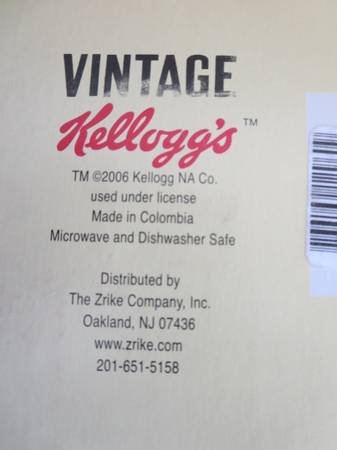 VINTAGE
Kellogg's™
TM ©2006 Kellogg NA Co.
used under license
Made in Colombia
Microwave and Dishwasher Safe
Distributed by
The Zrike Company, Inc.
Oakland, NJ 07436
www.zrike.com
201-651-5158